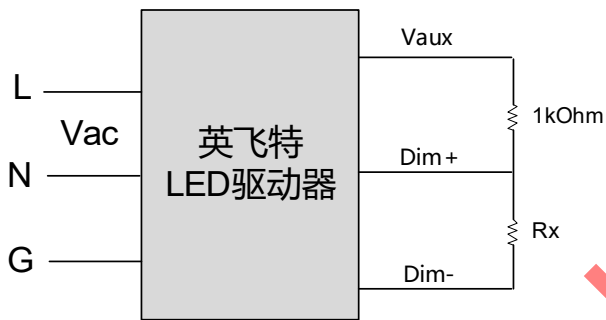 L
Vac
N
G
英飞特
LED驱动器
Vaux
1kOhm
Dim+
Rx
Dim-